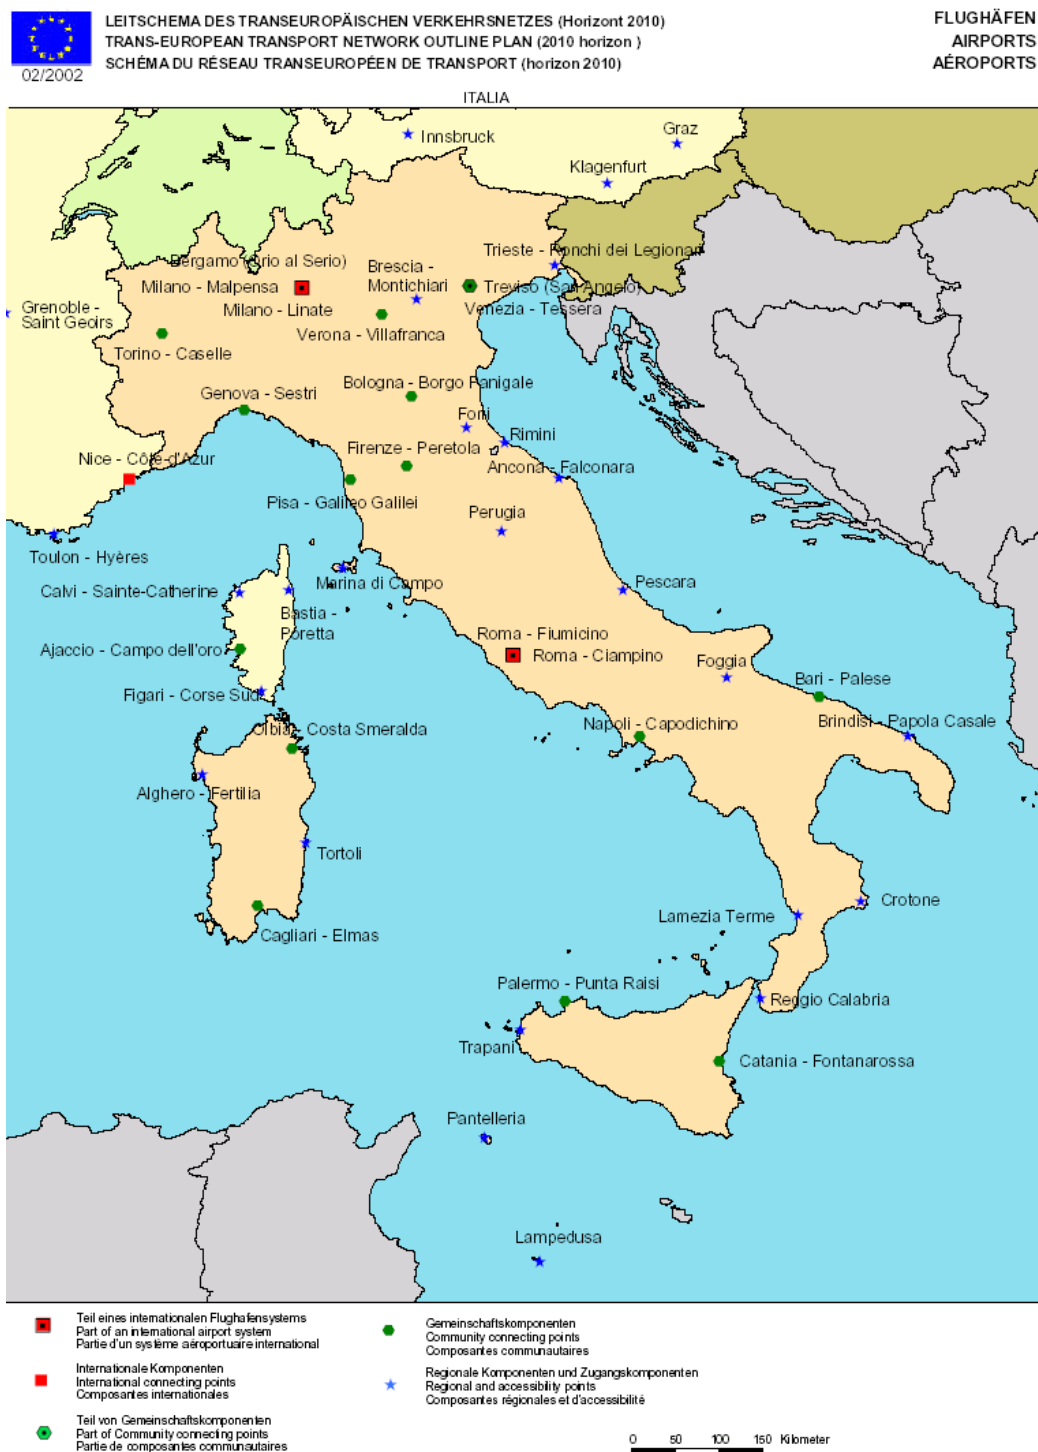 LEITSCHEMA DES TRANSEUROPÄISCHEN VERKEHRSNETZES (Horizont 2010)
TRANS-EUROPEAN TRANSPORT NETWORK OUTLINE PLAN (2010 horizon )
SCHÉMA DU RÉSEAU TRANSEUROPÉEN DE TRANSPORT (horizon 2010)
02/2002
FLUGHÄFEN
AIRPORTS
AÉROPORTS
ITALIA
Innsbruck
Graz
Klagenfurt
Trieste - Ronchi dei Legionari
Bergamo (Orio al Serio)
Brescia -
Montichiari
Milano - Malpensa
Treviso (San Angelo)
Grenoble -
Saint Geoirs
Milano - Linate
Venezia - Tessera
Verona - Villafranca
Torino - Caselle
Bologna - Borgo Panigale
Genova - Sestri
Forli
Rimini
Firenze - Peretola
Nice - Côte-d'Azur
Ancona - Falconara
Pisa - Galileo Galilei
Perugia
Toulon - Hyères
Marina di Campo
Calvi - Sainte-Catherine
Pescara
Bastia -
Poretta
Roma - Fiumicino
Ajaccio - Campo dell'oro
Roma - Ciampino
Foggia
Bari - Palese
Figari - Corse Sud
Olbia - Costa Smeralda
Napoli - Capodichino
Brindisi - Papola Casale
Alghero - Fertilia
Tortoli
Crotone
Lamezia Terme
Cagliari - Elmas
Palermo - Punta Raisi
Reggio Calabria
Trapani
Catania - Fontanarossa
Pantelleria
Lampedusa
Teil eines internationalen Flughafensystems
Part of an international airport system
Partie d'un système aéroportuaire international
Internationale Komponenten
International connecting points
Composantes internationales
Teil von Gemeinschaftskomponenten
Part of Community connecting points
Partie de composantes communautaires
Gemeinschaftskomponenten
Community connecting points
Composantes communautaires
Regionale Komponenten und Zugangskomponenten
Regional and accessibility points
Composantes régionales et d'accessibilité
0 50 100 150 Kilometer